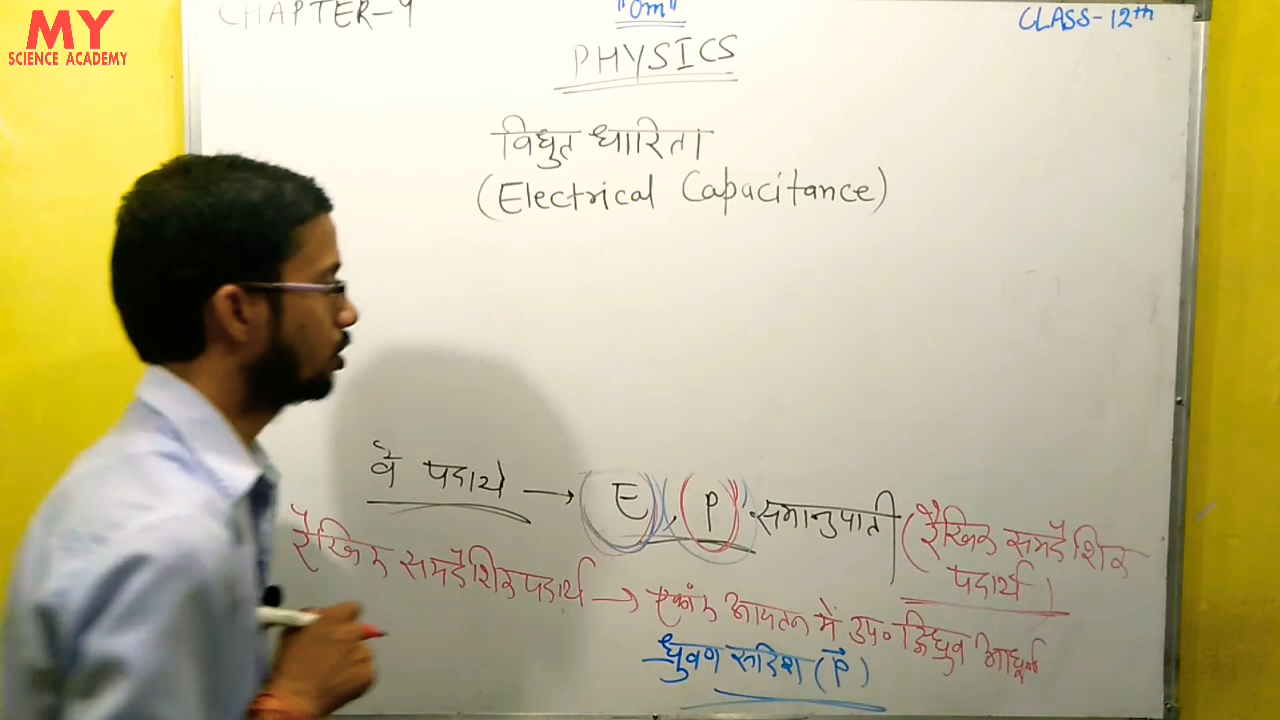 MY
SCIENCE ACADEMY
CHAPTER-4
"Om"
CLASS-12th
PHYSICS
विधुत धारिता
(Electrical Capacitance)
वे पदार्थ → E, P समानुपाती (रैखिक समदैशिक
पदार्थ)
रैखिक समदैशिक पदार्थ → एकांक आयतन में उप० द्विध्रुव आघूर्ण
ध्रुवण सदिश (P⃗)